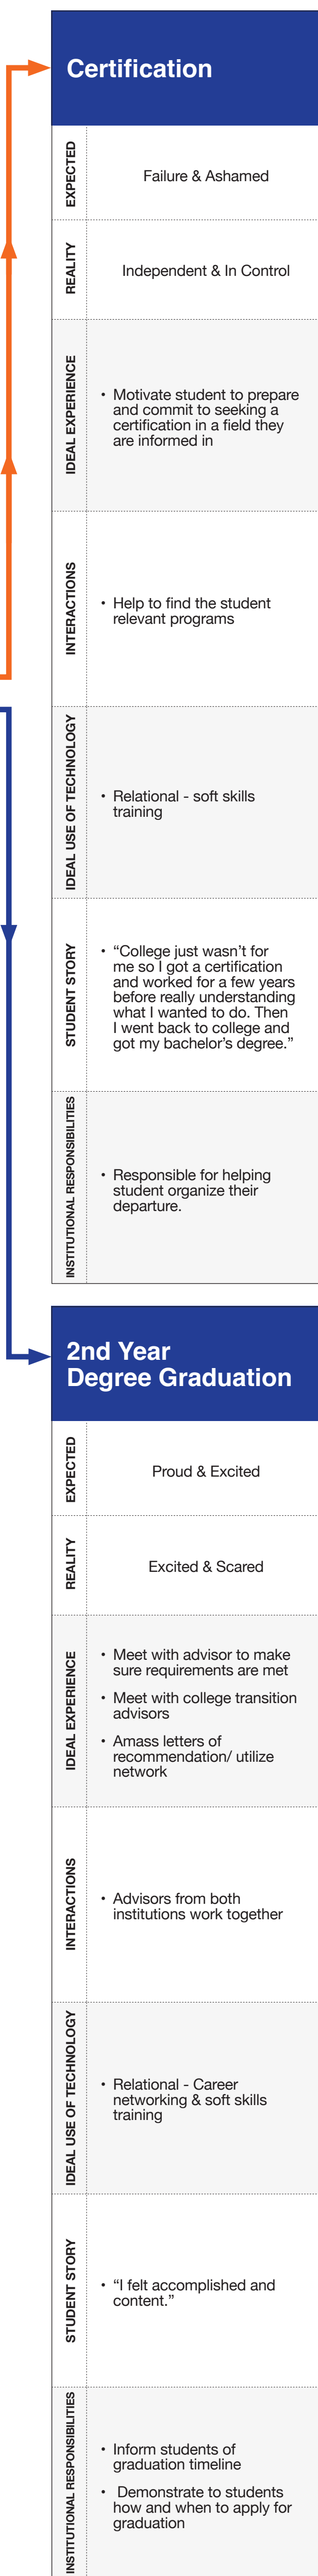 Certification
EXPECTED
Failure & Ashamed
REALITY
Independent & In Control
IDEAL EXPERIENCE
• Motivate student to prepare
and commit to seeking a
certification in a field they
are informed in
INTERACTIONS
• Help to find the student
relevant programs
IDEAL USE OF TECHNOLOGY
• Relational - soft skills
training
STUDENT STORY
• “College just wasn’t for
me so I got a certification
and worked for a few years
before really understanding
what I wanted to do. Then
I went back to college and
got my bachelor’s degree.”
INSTITUTIONAL RESPONSIBILITIES
• Responsible for helping
student organize their
departure.
2nd Year
Degree Graduation
EXPECTED
Proud & Excited
REALITY
Excited & Scared
IDEAL EXPERIENCE
• Meet with advisor to make
sure requirements are met
• Meet with college transition
advisors
• Amass letters of
recommendation/ utilize
network
INTERACTIONS
• Advisors from both
institutions work together
IDEAL USE OF TECHNOLOGY
• Relational - Career
networking & soft skills
training
STUDENT STORY
• “I felt accomplished and
content.”
INSTITUTIONAL RESPONSIBILITIES
• Inform students of
graduation timeline
• Demonstrate to students
how and when to apply for
graduation